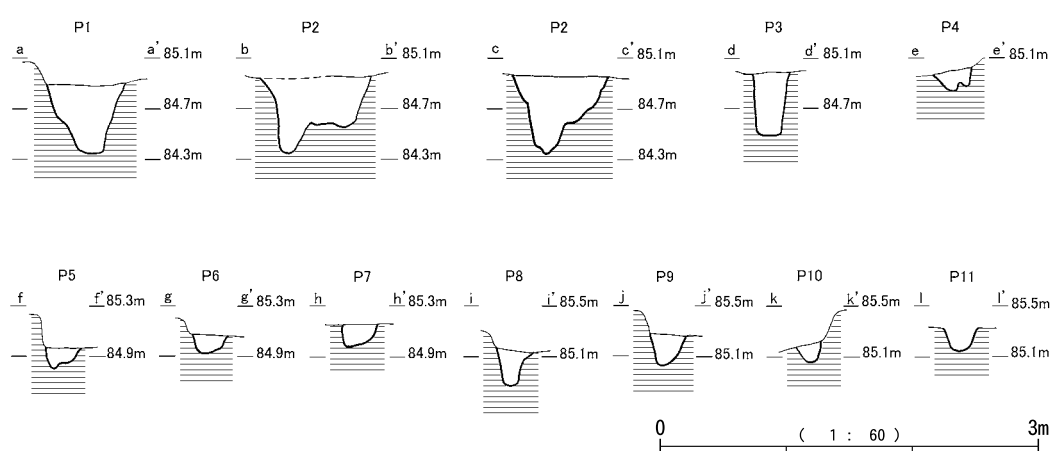 P1 P2 P2 P3 P4
a a' 85.1m b b' 85.1m c c' 85.1m d d' 85.1m e e' 85.1m
84.7m 84.7m 84.7m 84.7m
84.3m 84.3m 84.3m
P5 P6 P7 P8 P9 P10 P11
f f' 85.3m g g' 85.3m h h' 85.3m i i' 85.5m j j' 85.5m k k' 85.5m l l' 85.5m
84.9m 84.9m 84.9m 85.1m 85.1m 85.1m 85.1m
0 ( 1 : 60 ) 3m